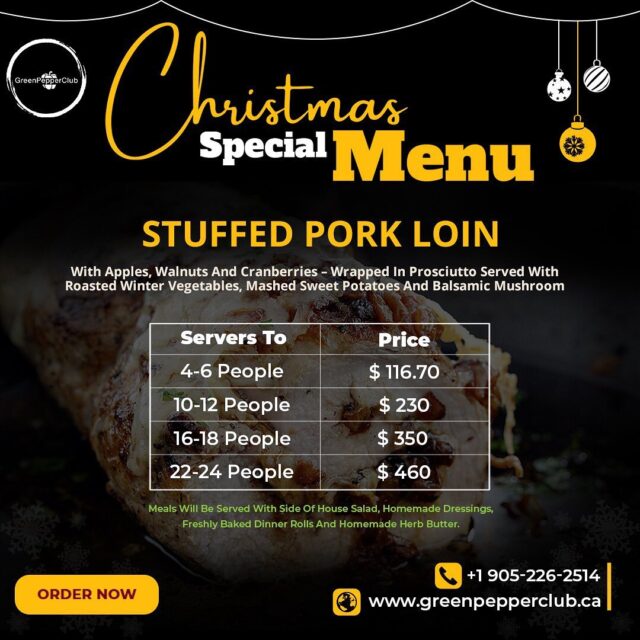 GreenPepperClub
Christmas
Special Menu
STUFFED PORK LOIN
With Apples, Walnuts And Cranberries – Wrapped In Prosciutto Served With
Roasted Winter Vegetables, Mashed Sweet Potatoes And Balsamic Mushroom
Servers To Price
4-6 People $ 116.70
10-12 People $ 230
16-18 People $ 350
22-24 People $ 460
Meals Will Be Served With Side Of House Salad, Homemade Dressings,
Freshly Baked Dinner Rolls And Homemade Herb Butter.
ORDER NOW
+1 905-226-2514
www.greenpepperclub.ca